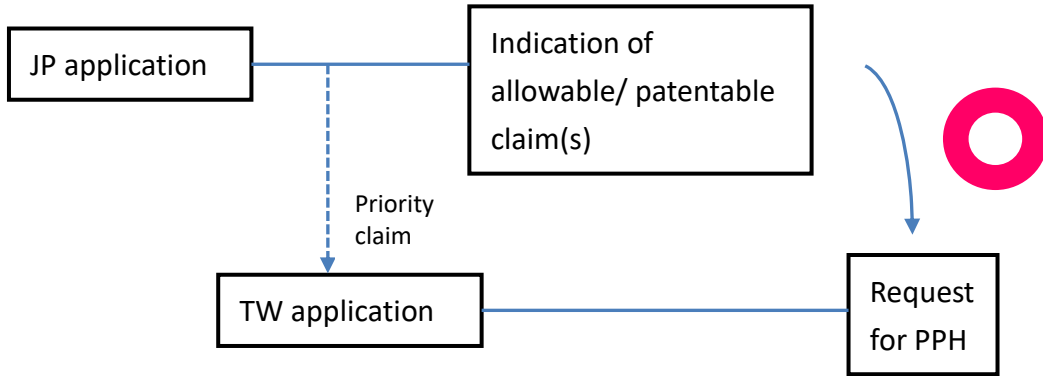 JP application
Indication of
allowable/ patentable
claim(s)
Priority
claim
TW application
Request
for PPH